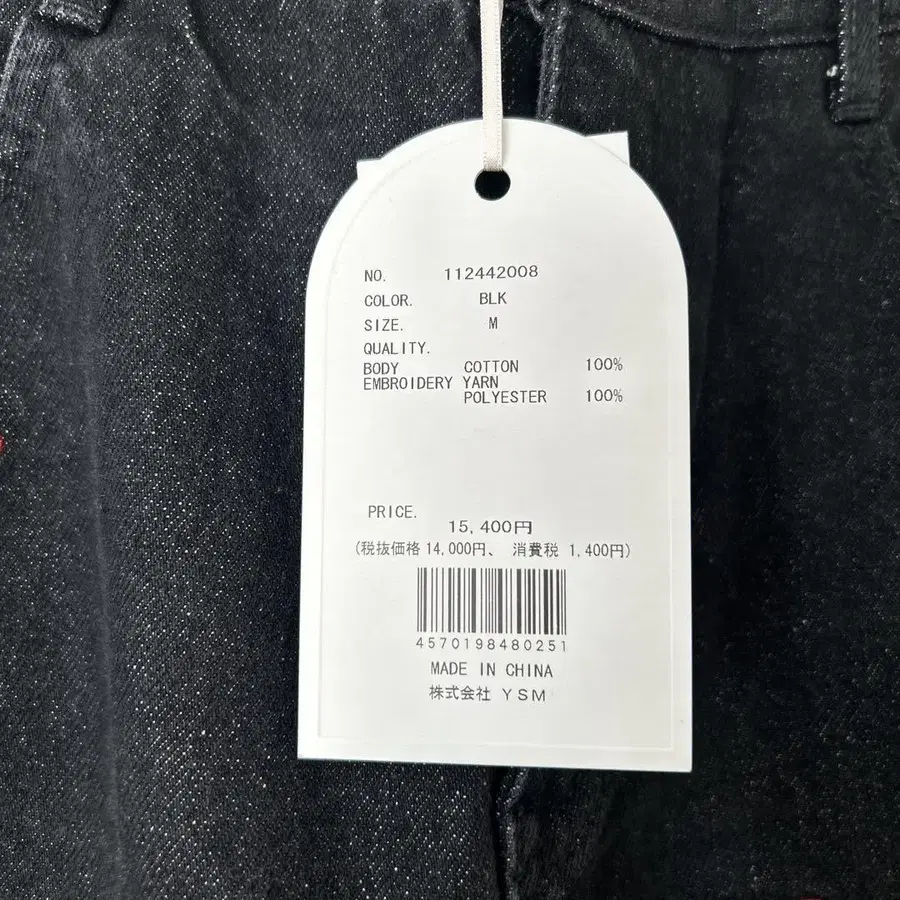 NO. 112442008
COLOR. BLK
SIZE. M
QUALITY.
BODY COTTON 100%
EMBROIDERY YARN
POLYESTER 100%
PRICE.
15,400円
(税抜価格 14,000円、 消費税 1,400円)
4570198480251
MADE IN CHINA
株式会社 YSM